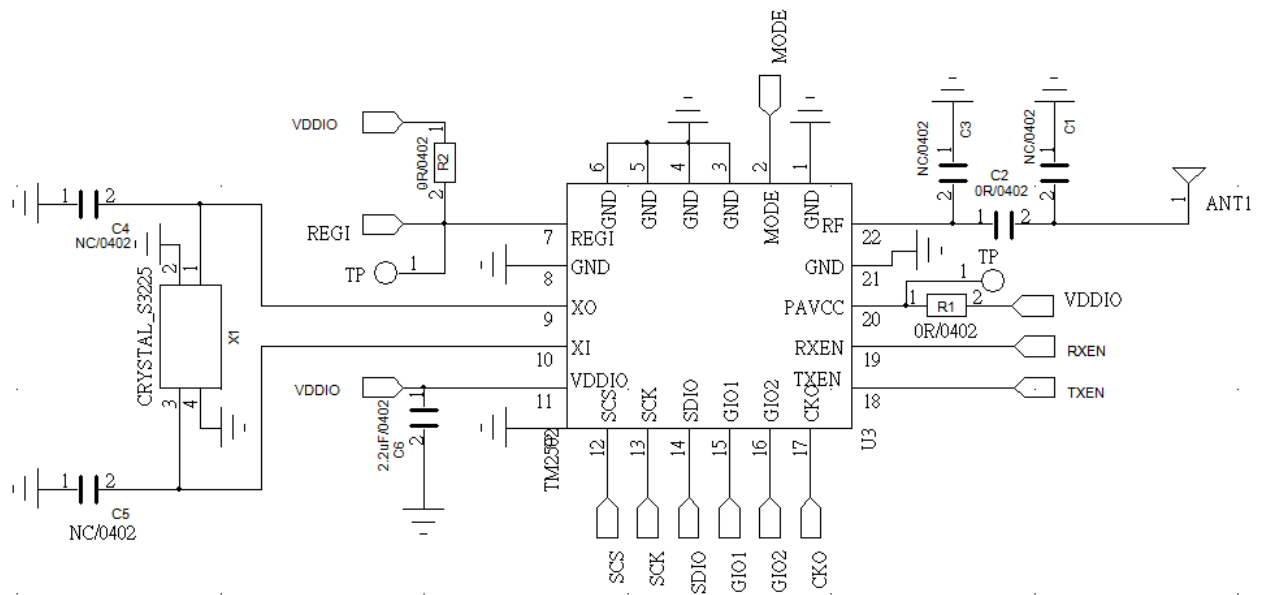 MODE
VDDIO
1
0R/0402
R2
2
6
5
4
3
2
1
NC/0402
1
2
C3
NC/0402
1
2
C1
1
2
C4
NC/0402
REGI
TP
1
7
REGI
GND
GND
GND
GND
MODE
GND
RF
22
1
C2
0R/0402
2
1
ANT1
2
1
CRYSTAL_S3225
X1
3
4
8
GND
GND
21
TP
1
9
XO
PAVCC
20
1
R1
2
0R/0402
VDDIO
10
XI
RXEN
19
RXEN
VDDIO
11
VDDIO
TXEN
18
TXEN
1
2
2.2uF/0402
C6
SCS
SCK
SDIO
GIO1
GIO2
CKO
12
13
14
15
16
17
U3
1
2
C5
NC/0402
SCS
SCK
SDIO
GIO1
GIO2
CKO